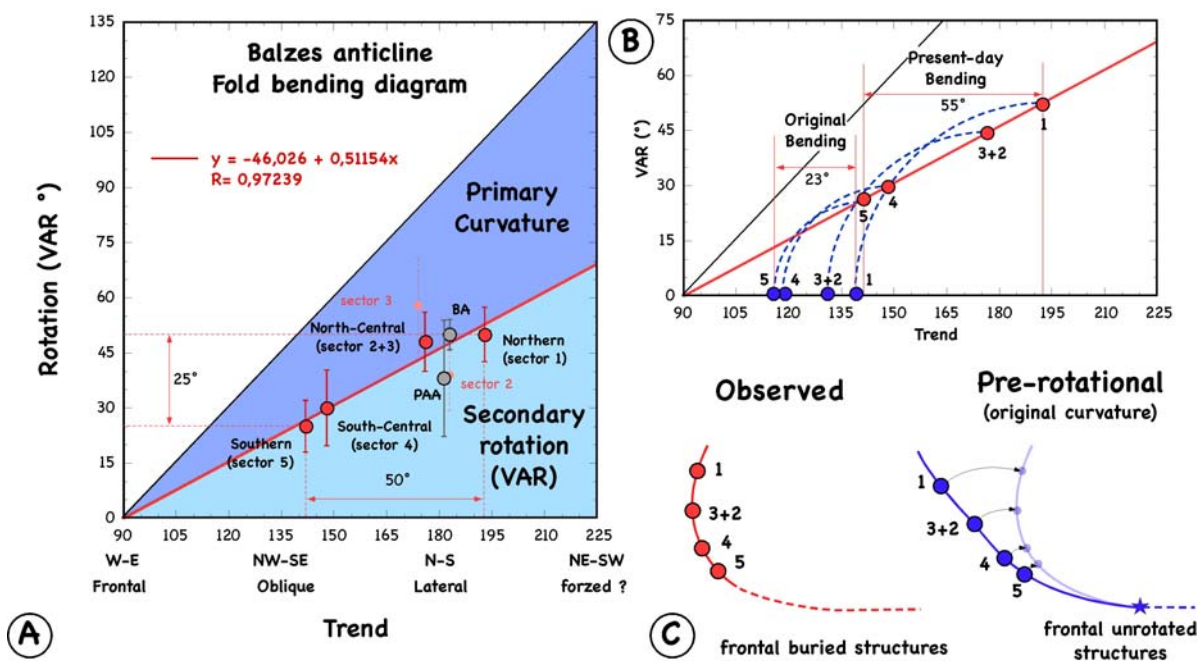 Balzes anticline
Fold bending diagram
y = -46,026 + 0,51154x
R= 0,97239
Primary
Curvature
sector 3
BA
North-Central
(sector 2+3)
Northern
(sector 1)
25°
sector 2
PAA
Secondary
rotation
(VAR)
South-Central
(sector 4)
Southern
(sector 5)
50°
Rotation (VAR °)
135
120
105
90
75
60
45
30
15
0
90 105 120 135 150 165 180 195 210 225
W-E NW-SE N-S NE-SW
Frontal Oblique Lateral forzed ?
Trend
A
B
75
60
45
30
15
0
VAR (°)
Present-day
Bending
55°
Original
Bending
23°
1
3+2
4
5
5 4 3+2 1
90 105 120 135 150 165 180 195 210 225
Trend
Observed
1
3+2
4
5
frontal buried structures
Pre-rotational
(original curvature)
1
3+2
4
5
frontal unrotated
structures
C